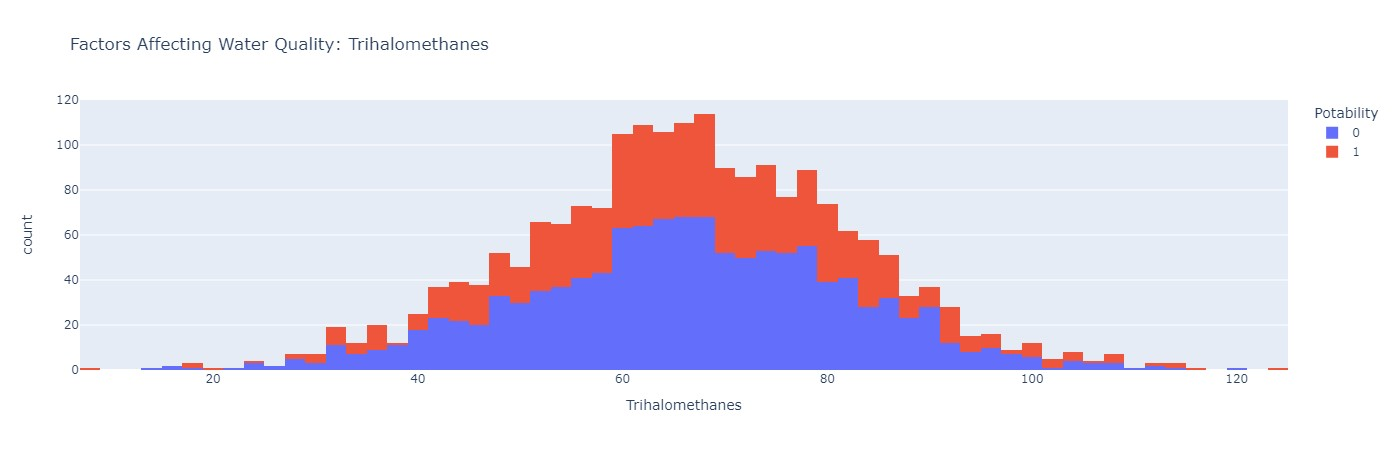 Factors Affecting Water Quality: Trihalomethanes
Potability
0
1
count
120
100
80
60
40
20
0
20 40 60 80 100 120
Trihalomethanes